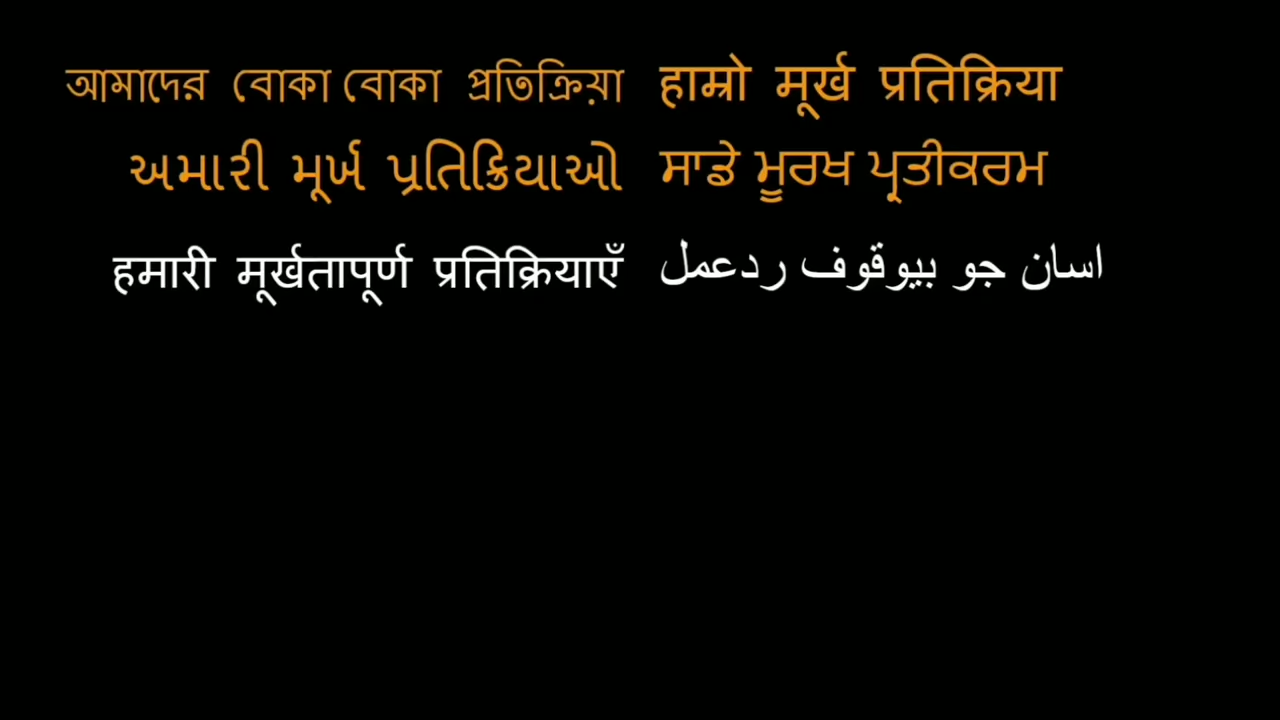 আমাদের বোকা বোকা প্রতিক্রিয়া हाम्रो मूर्ख प्रतिक्रिया
અમારી મૂર્ખ પ્રતિક્રિયાઓ ਸਾਡੇ ਮੂਰਖ ਪ੍ਰਤੀਕਰਮ
हमारी मूर्खतापूर्ण प्रतिक्रियाएँ اسان جو بيوقوف ردعمل